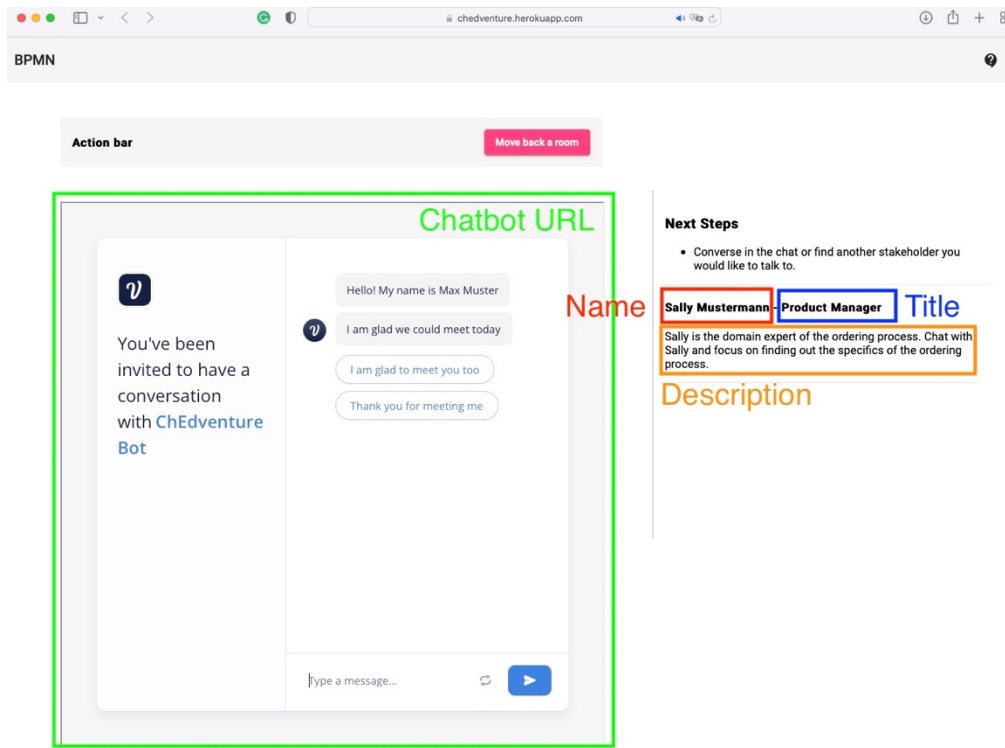 chedventure.herokuapp.com
BPMN
Action bar
Move back a room
Chatbot URL
You've been
invited to have a
conversation
with ChEdventure
Bot
Hello! My name is Max Muster
I am glad we could meet today
I am glad to meet you too
Thank you for meeting me
Type a message...
Next Steps
• Converse in the chat or find another stakeholder you
would like to talk to.
Name
Sally Mustermann - Product Manager
Title
Sally is the domain expert of the ordering process. Chat with
Sally and focus on finding out the specifics of the ordering
process.
Description